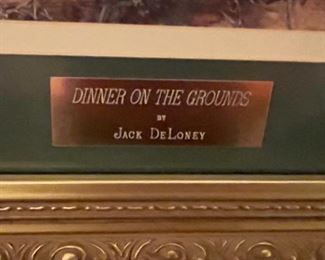 DINNER ON THE GROUNDS
BY
JACK DELONEY